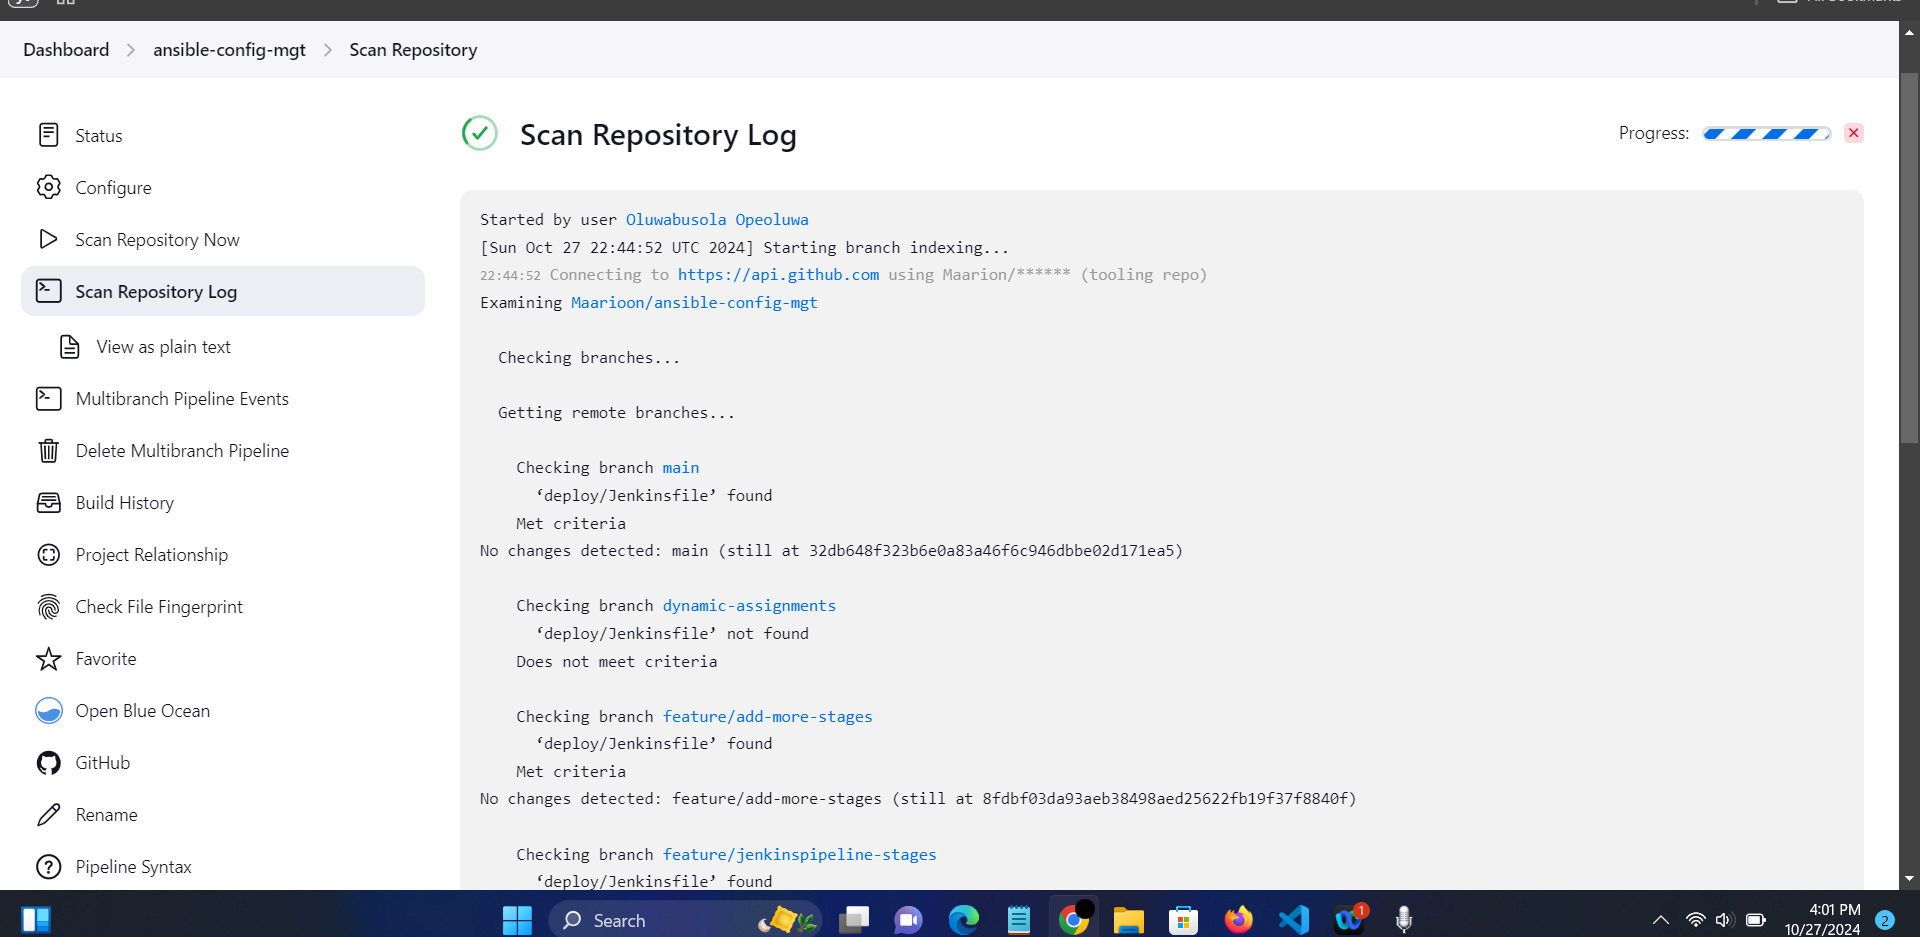 Dashboard > ansible-config-mgt > Scan Repository
Status
Configure
Scan Repository Now
Scan Repository Log
View as plain text
Multibranch Pipeline Events
Delete Multibranch Pipeline
Build History
Project Relationship
Check File Fingerprint
Favorite
Open Blue Ocean
GitHub
Rename
Pipeline Syntax
Scan Repository Log
Progress:
Started by user Oluwabusola Opeoluwa
[Sun Oct 27 22:44:52 UTC 2024] Starting branch indexing...
22:44:52 Connecting to https://api.github.com using Maarion/****** (tooling repo)
Examining Maarioon/ansible-config-mgt
Checking branches...
Getting remote branches...
Checking branch main
‘deploy/Jenkinsfile’ found
Met criteria
No changes detected: main (still at 32db648f323b6e0a83a46f6c946dbbe02d171ea5)
Checking branch dynamic-assignments
‘deploy/Jenkinsfile’ not found
Does not meet criteria
Checking branch feature/add-more-stages
‘deploy/Jenkinsfile’ found
Met criteria
No changes detected: feature/add-more-stages (still at 8fdbf03da93aeb38498aed25622fb19f37f8840f)
Checking branch feature/jenkinspipeline-stages
‘deploy/Jenkinsfile’ found
Search
1
4:01 PM
10/27/2024
2